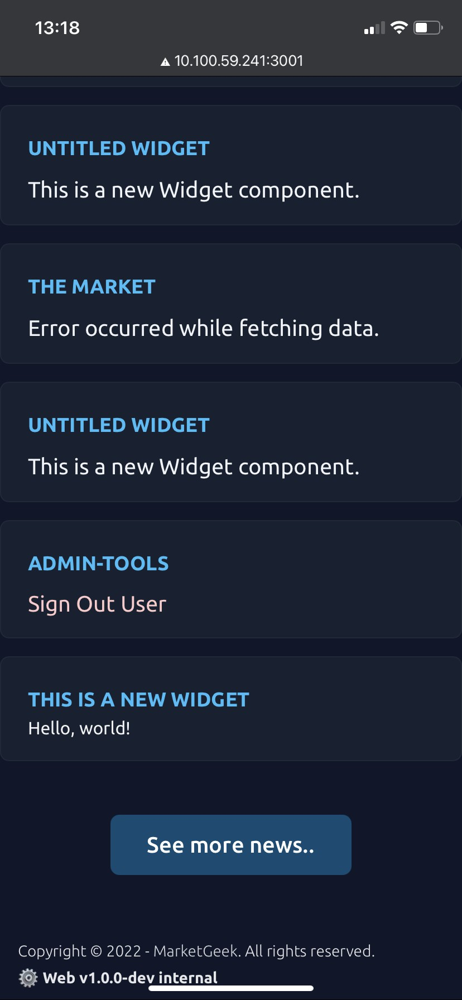 13:18
10.100.59.241:3001
UNTITLED WIDGET
This is a new Widget component.
THE MARKET
Error occurred while fetching data.
UNTITLED WIDGET
This is a new Widget component.
ADMIN-TOOLS
Sign Out User
THIS IS A NEW WIDGET
Hello, world!
See more news..
Copyright © 2022 - MarketGeek. All rights reserved.
Web v1.0.0-dev internal